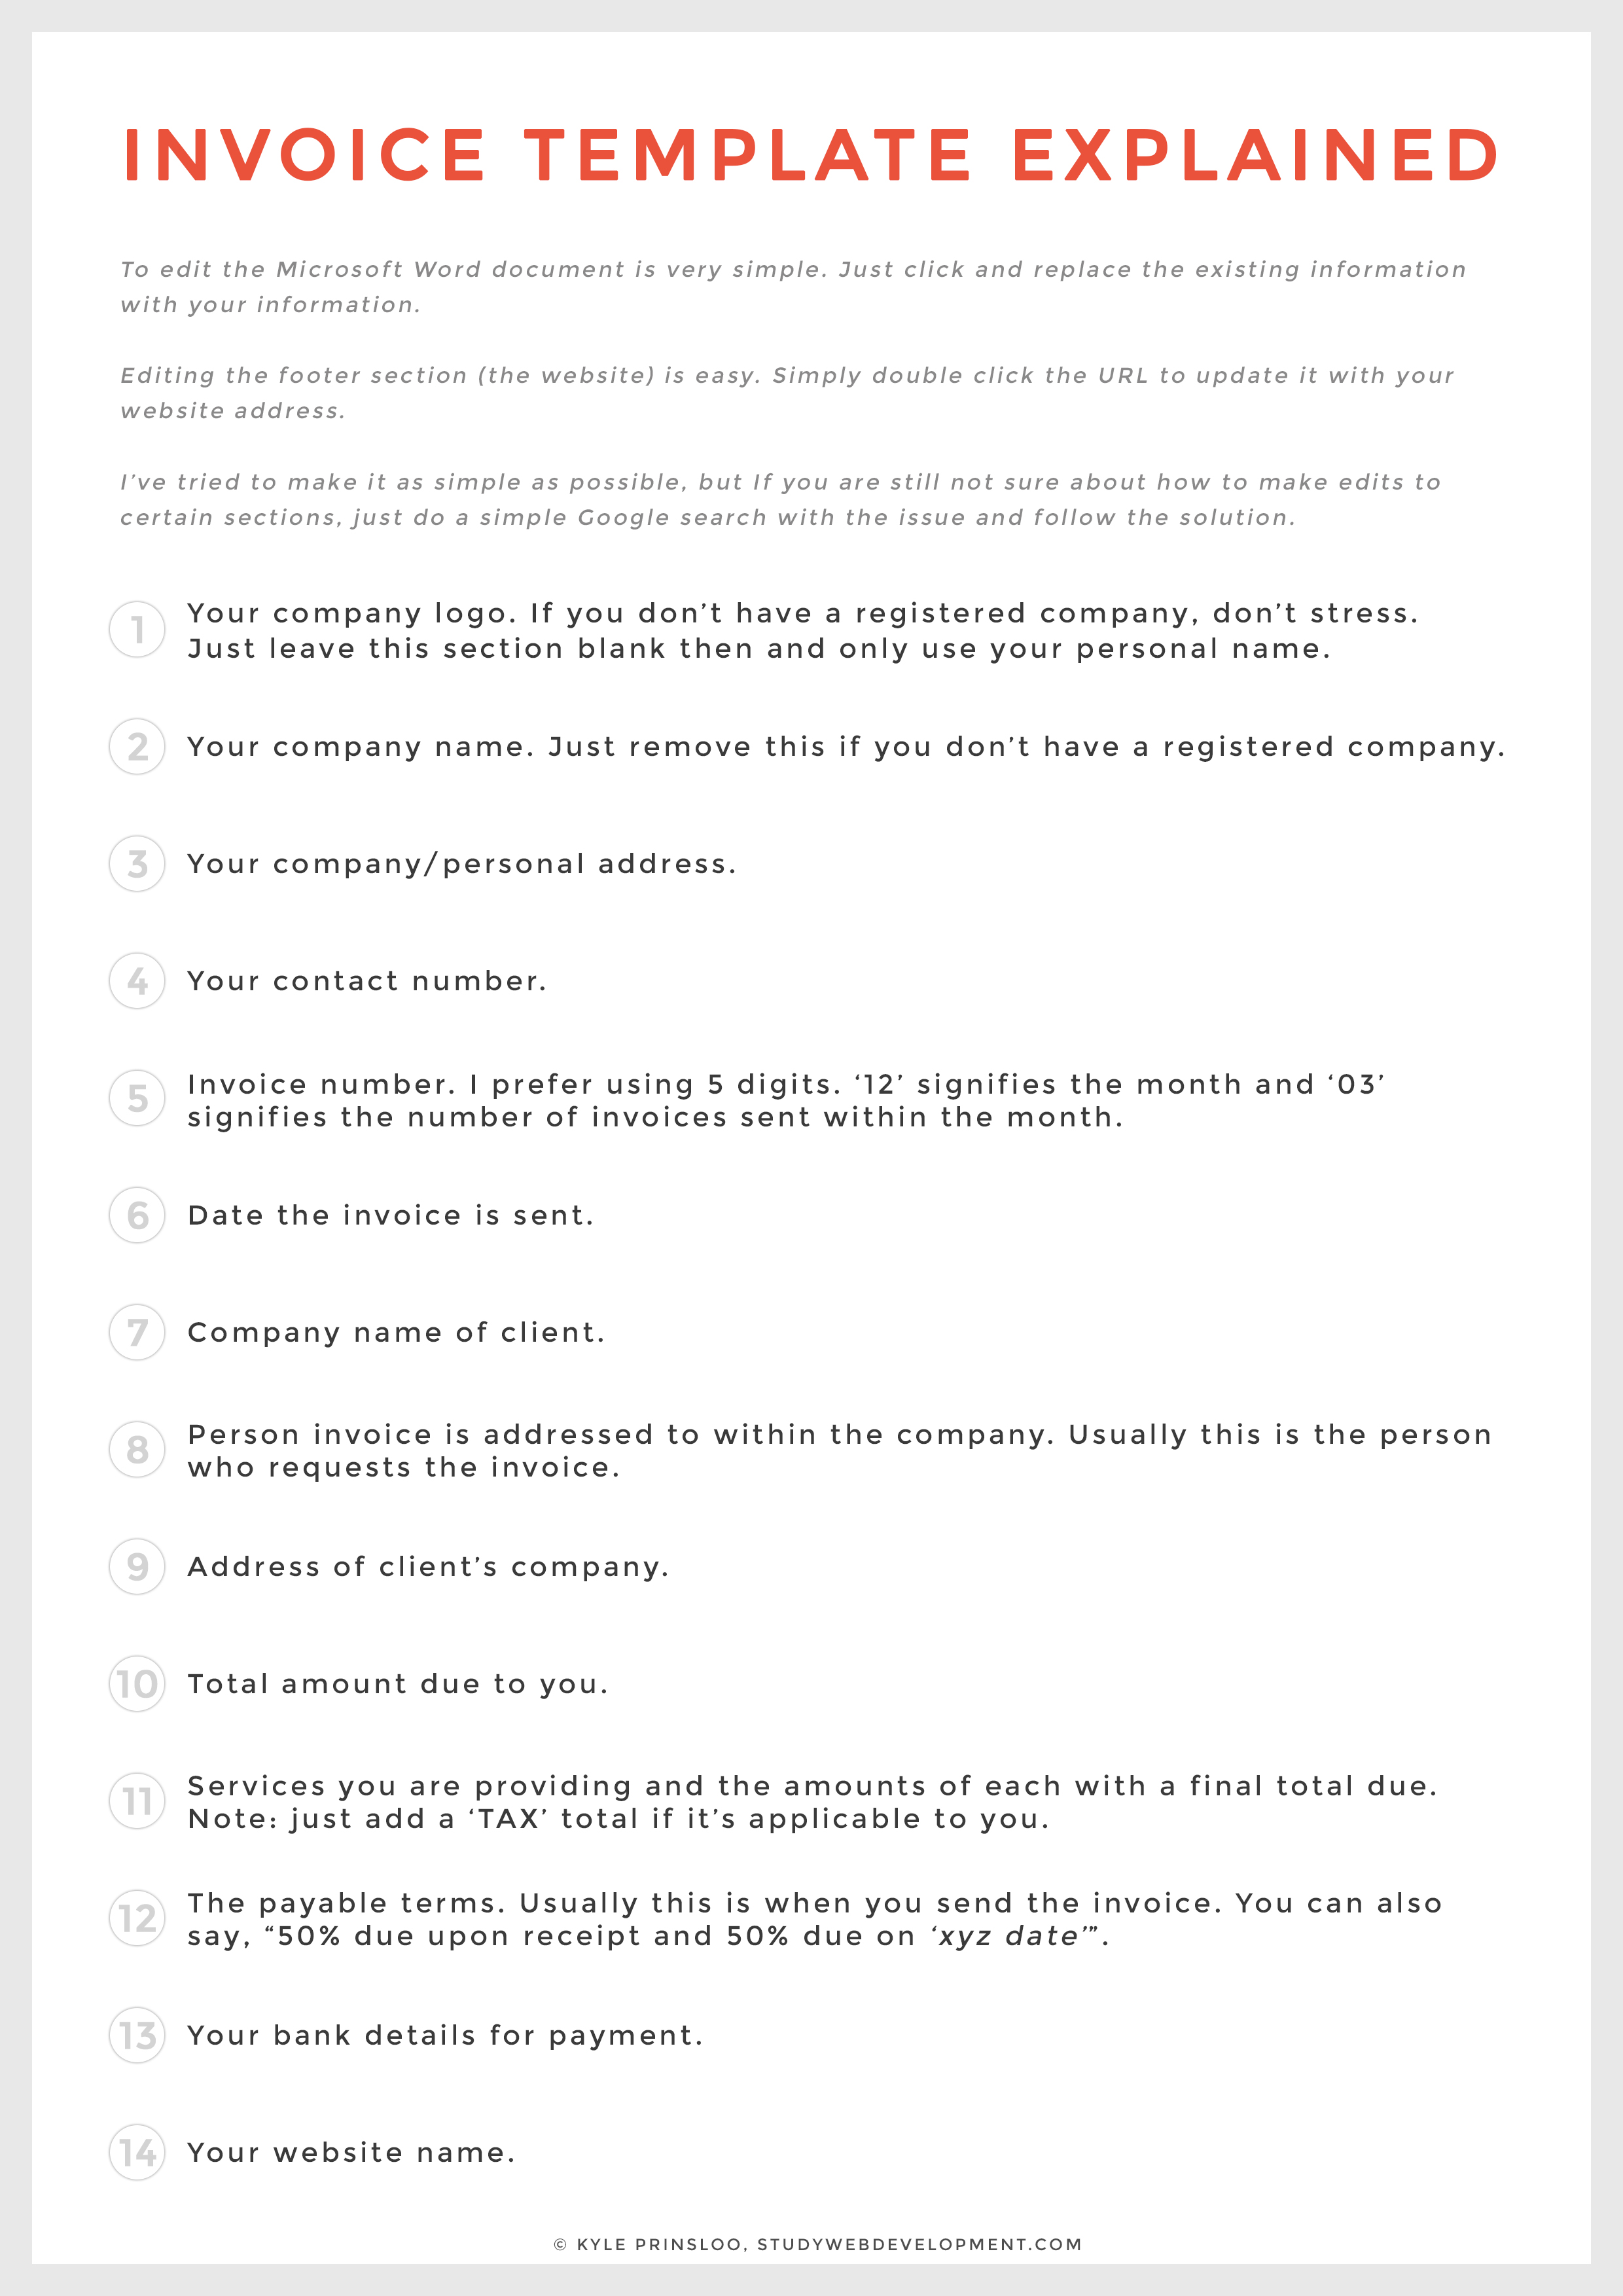 INVOICE TEMPLATE EXPLAINED
To edit the Microsoft Word document is very simple. Just click and replace the existing information
with your information.
Editing the footer section (the website) is easy. Simply double click the URL to update it with your
website address.
I’ve tried to make it as simple as possible, but If you are still not sure about how to make edits to
certain sections, just do a simple Google search with the issue and follow the solution.
1 Your company logo. If you don’t have a registered company, don’t stress.
Just leave this section blank then and only use your personal name.
2 Your company name. Just remove this if you don’t have a registered company.
3 Your company/personal address.
4 Your contact number.
5 Invoice number. I prefer using 5 digits. ‘12’ signifies the month and ‘03’
signifies the number of invoices sent within the month.
6 Date the invoice is sent.
7 Company name of client.
8 Person invoice is addressed to within the company. Usually this is the person
who requests the invoice.
9 Address of client’s company.
10 Total amount due to you.
11 Services you are providing and the amounts of each with a final total due.
Note: just add a ‘TAX’ total if it’s applicable to you.
12 The payable terms. Usually this is when you send the invoice. You can also
say, “50% due upon receipt and 50% due on ‘xyz date’”.
13 Your bank details for payment.
14 Your website name.
© KYLE PRINSLOO, STUDYWEBDEVELOPMENT.COM